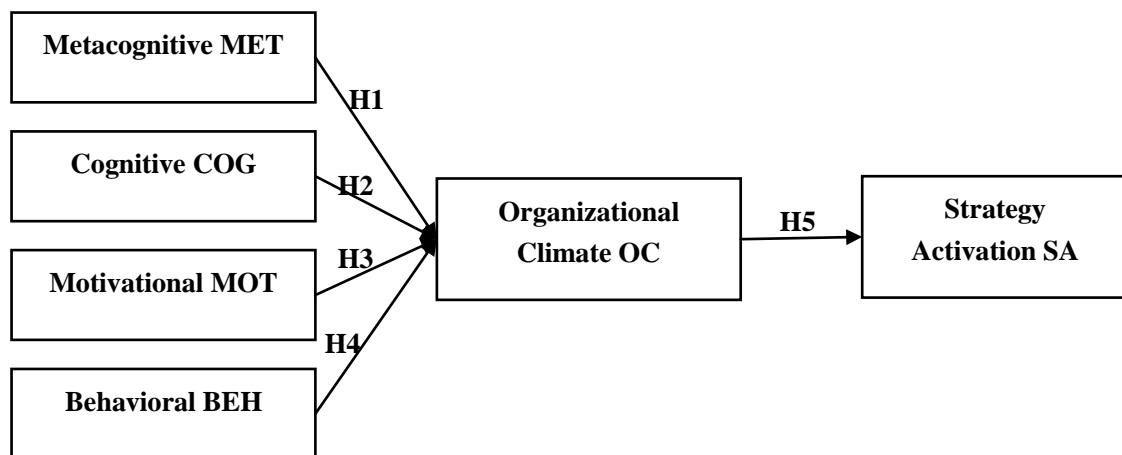 Metacognitive MET
H1
Cognitive COG
H2
Motivational MOT
H3
Behavioral BEH
H4
Organizational
Climate OC
H5
Strategy
Activation SA